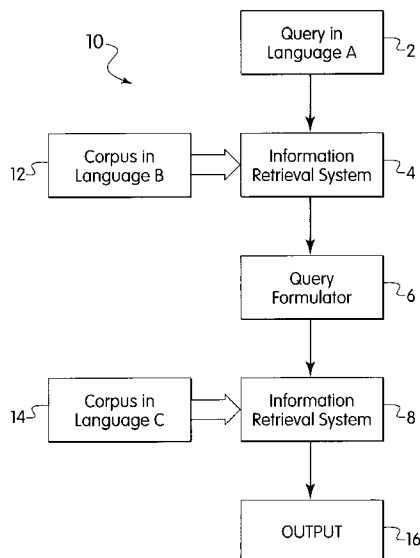 10
Query in
Language A
2
12
Corpus in
Language B
Information
Retrieval System
4
Query
Formulator
6
14
Corpus in
Language C
Information
Retrieval System
8
OUTPUT
16